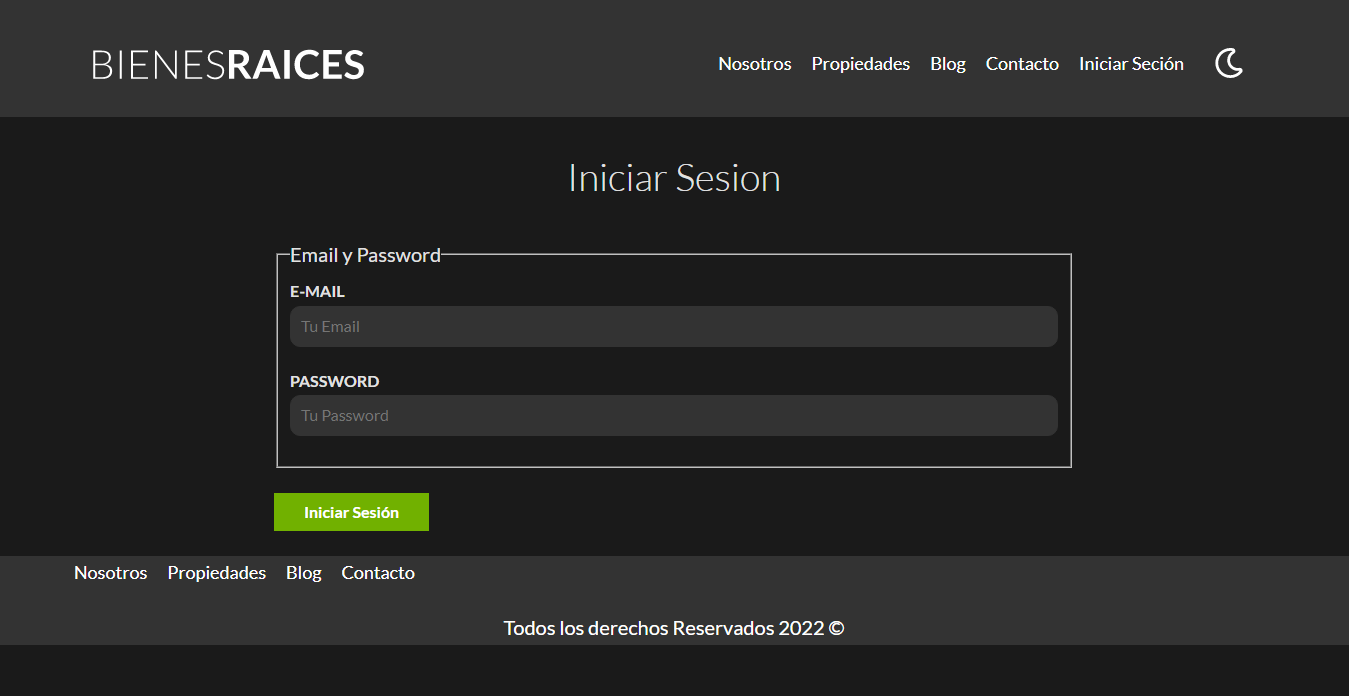 BIENESRAICES
Nosotros Propiedades Blog Contacto Iniciar Seción
Iniciar Sesion
Email y Password
E-MAIL
Tu Email
PASSWORD
Tu Password
Iniciar Sesión
Nosotros Propiedades Blog Contacto
Todos los derechos Reservados 2022 ©